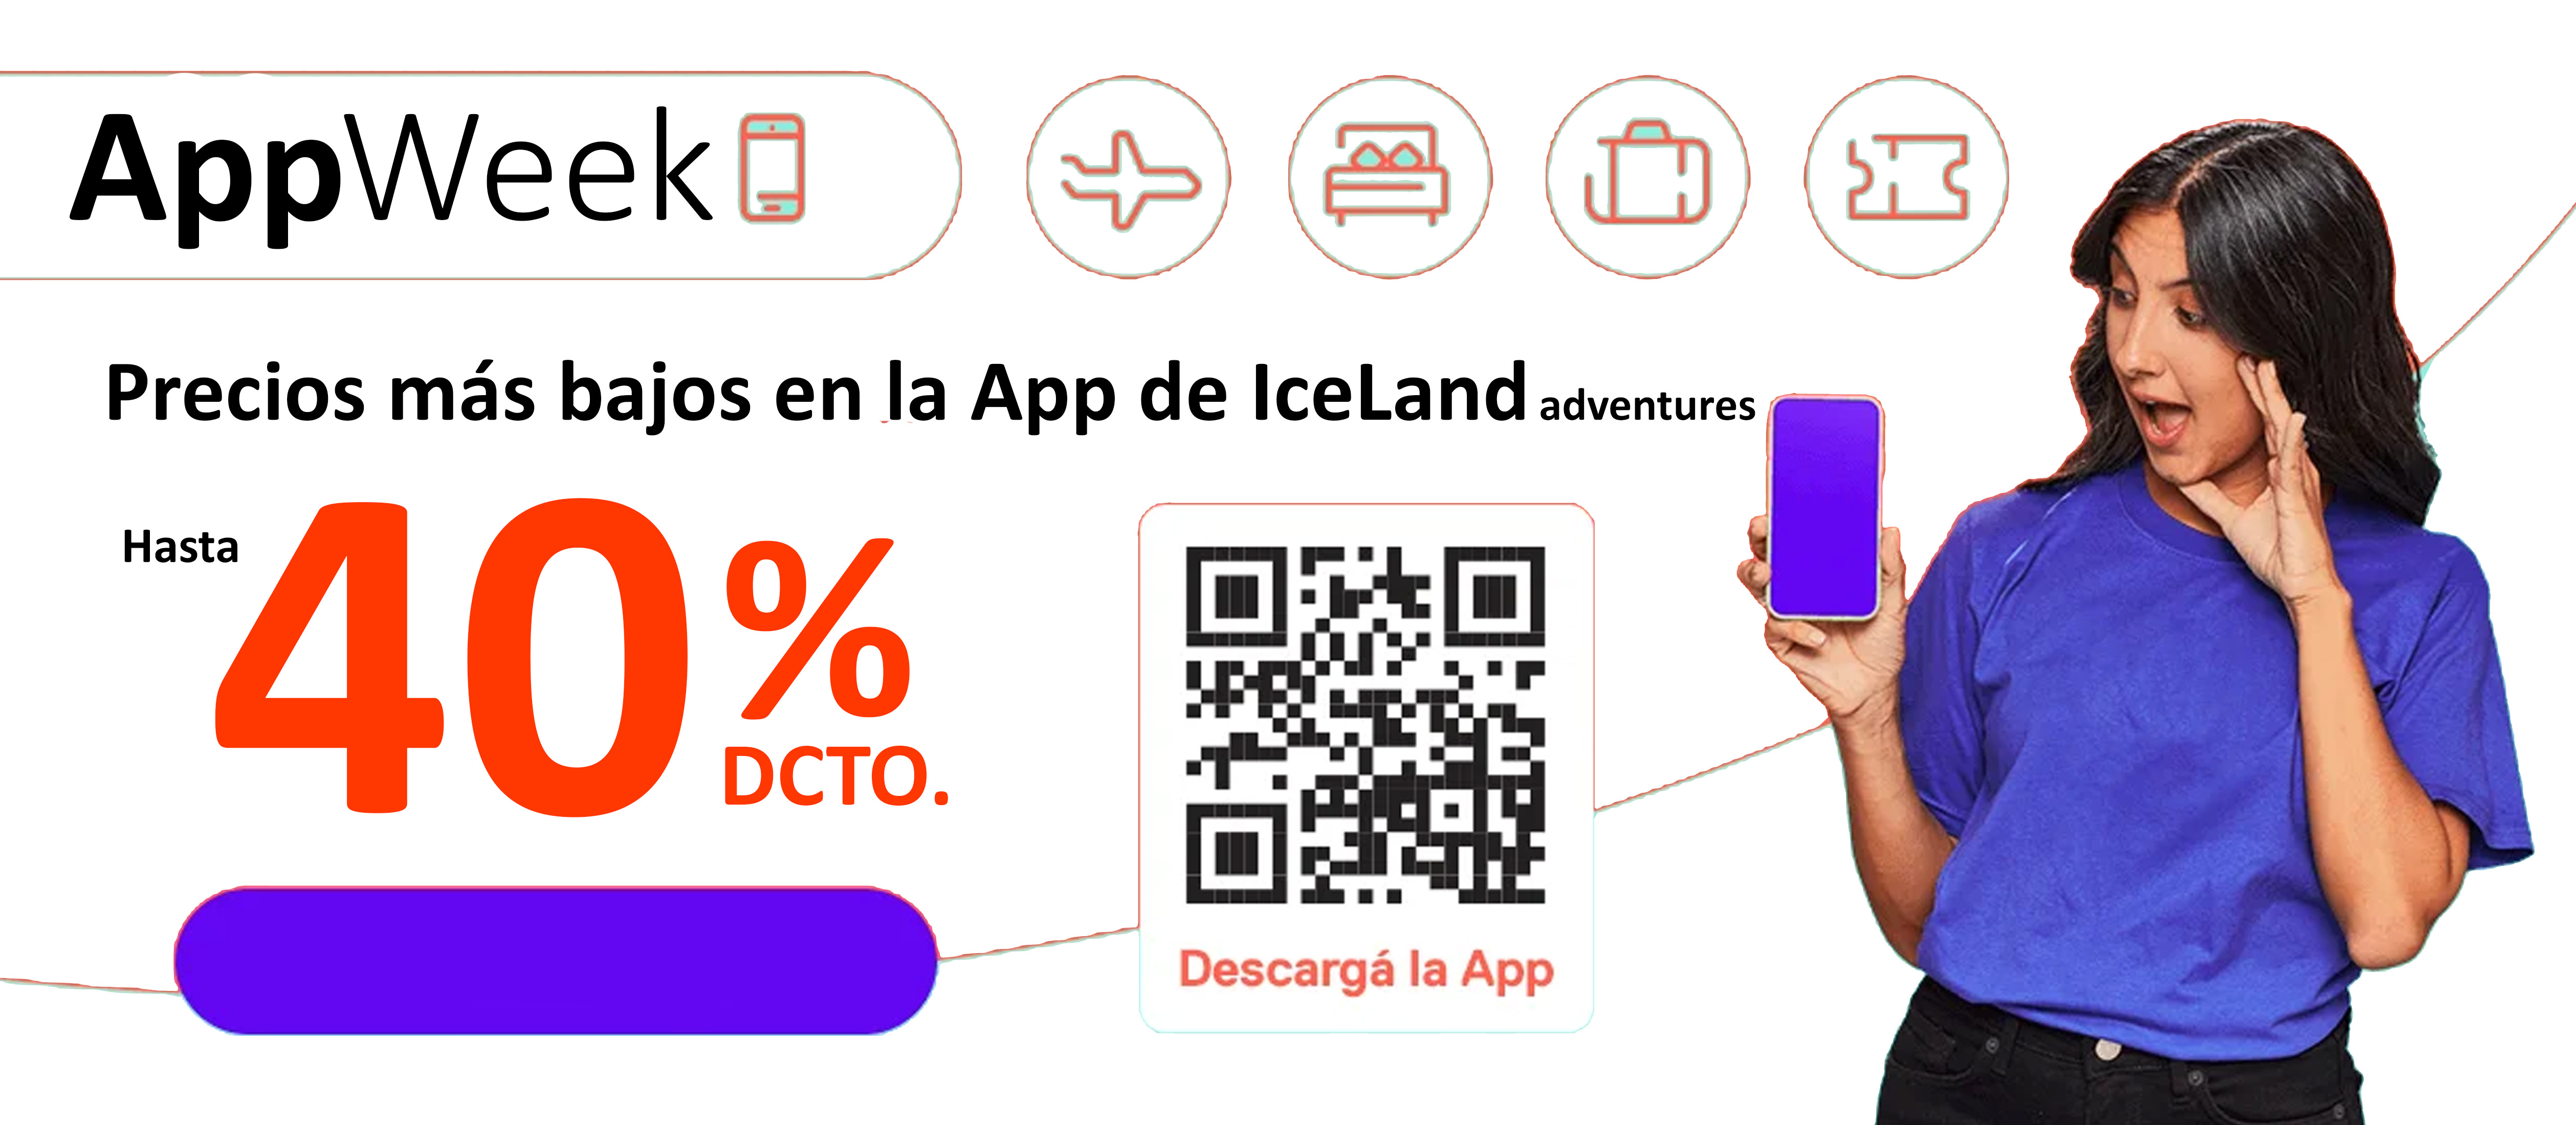 AppWeek
Precios más bajos en la App de IceLand adventures
Hasta
40%
DCTO.
Descargá la App